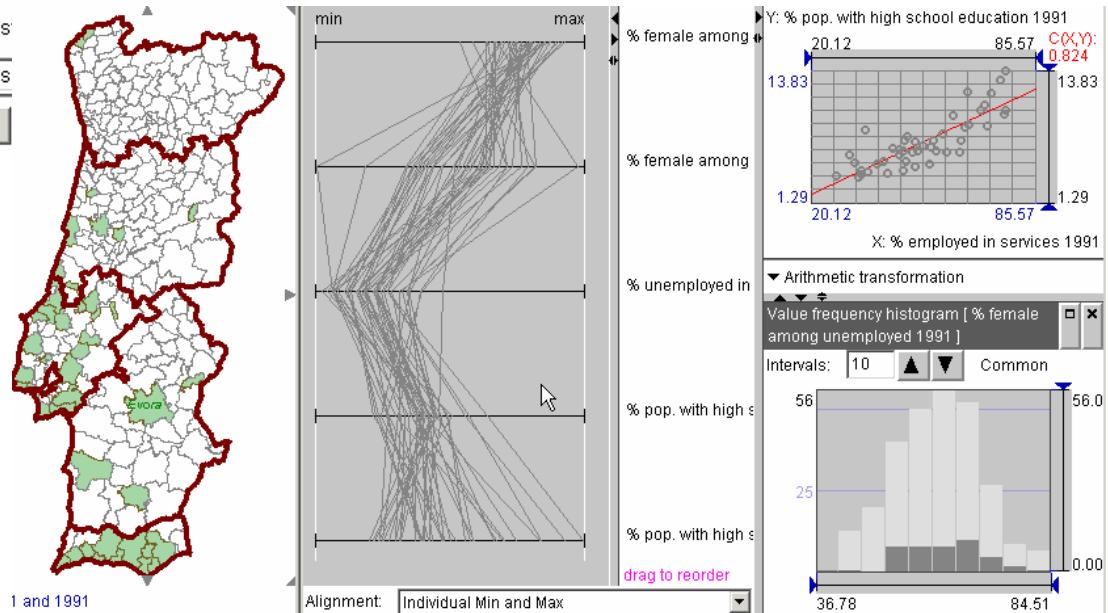 s
s
Evora
1 and 1991
min max
% female among
% female among
% unemployed in
% pop. with high s
% pop. with high s
drag to reorder
Alignment: Individual Min and Max
Y: % pop. with high school education 1991
20.12 85.57 C(X,Y):
0.824
13.83 13.83
1.29 1.29
20.12 85.57
X: % employed in services 1991
Arithmetic transformation
Value frequency histogram [ % female
among unemployed 1991 ]
Intervals: 10 Common
56 56.0
25
0.00
36.78 84.51